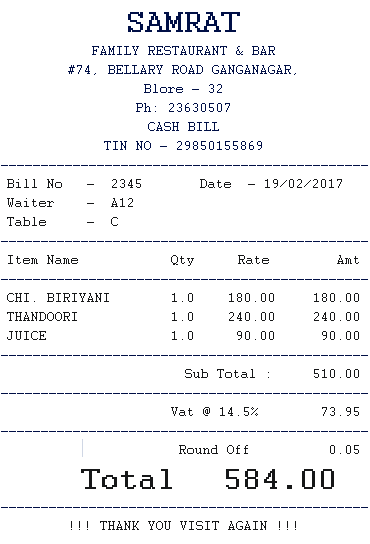 SAMRAT
FAMILY RESTAURANT & BAR
#74, BELLARY ROAD GANGANAGAR,
Blore - 32
Ph: 23630507
CASH BILL
TIN NO - 29850155869
Bill No - 2345 Date - 19/02/2017
Waiter - A12
Table - C
Item Name Qty Rate Amt
CHI. BIRIYANI 1.0 180.00 180.00
THANDOORI 1.0 240.00 240.00
JUICE 1.0 90.00 90.00
Sub Total : 510.00
Vat @ 14.5% 73.95
Round Off 0.05
Total 584.00
!!! THANK YOU VISIT AGAIN !!!